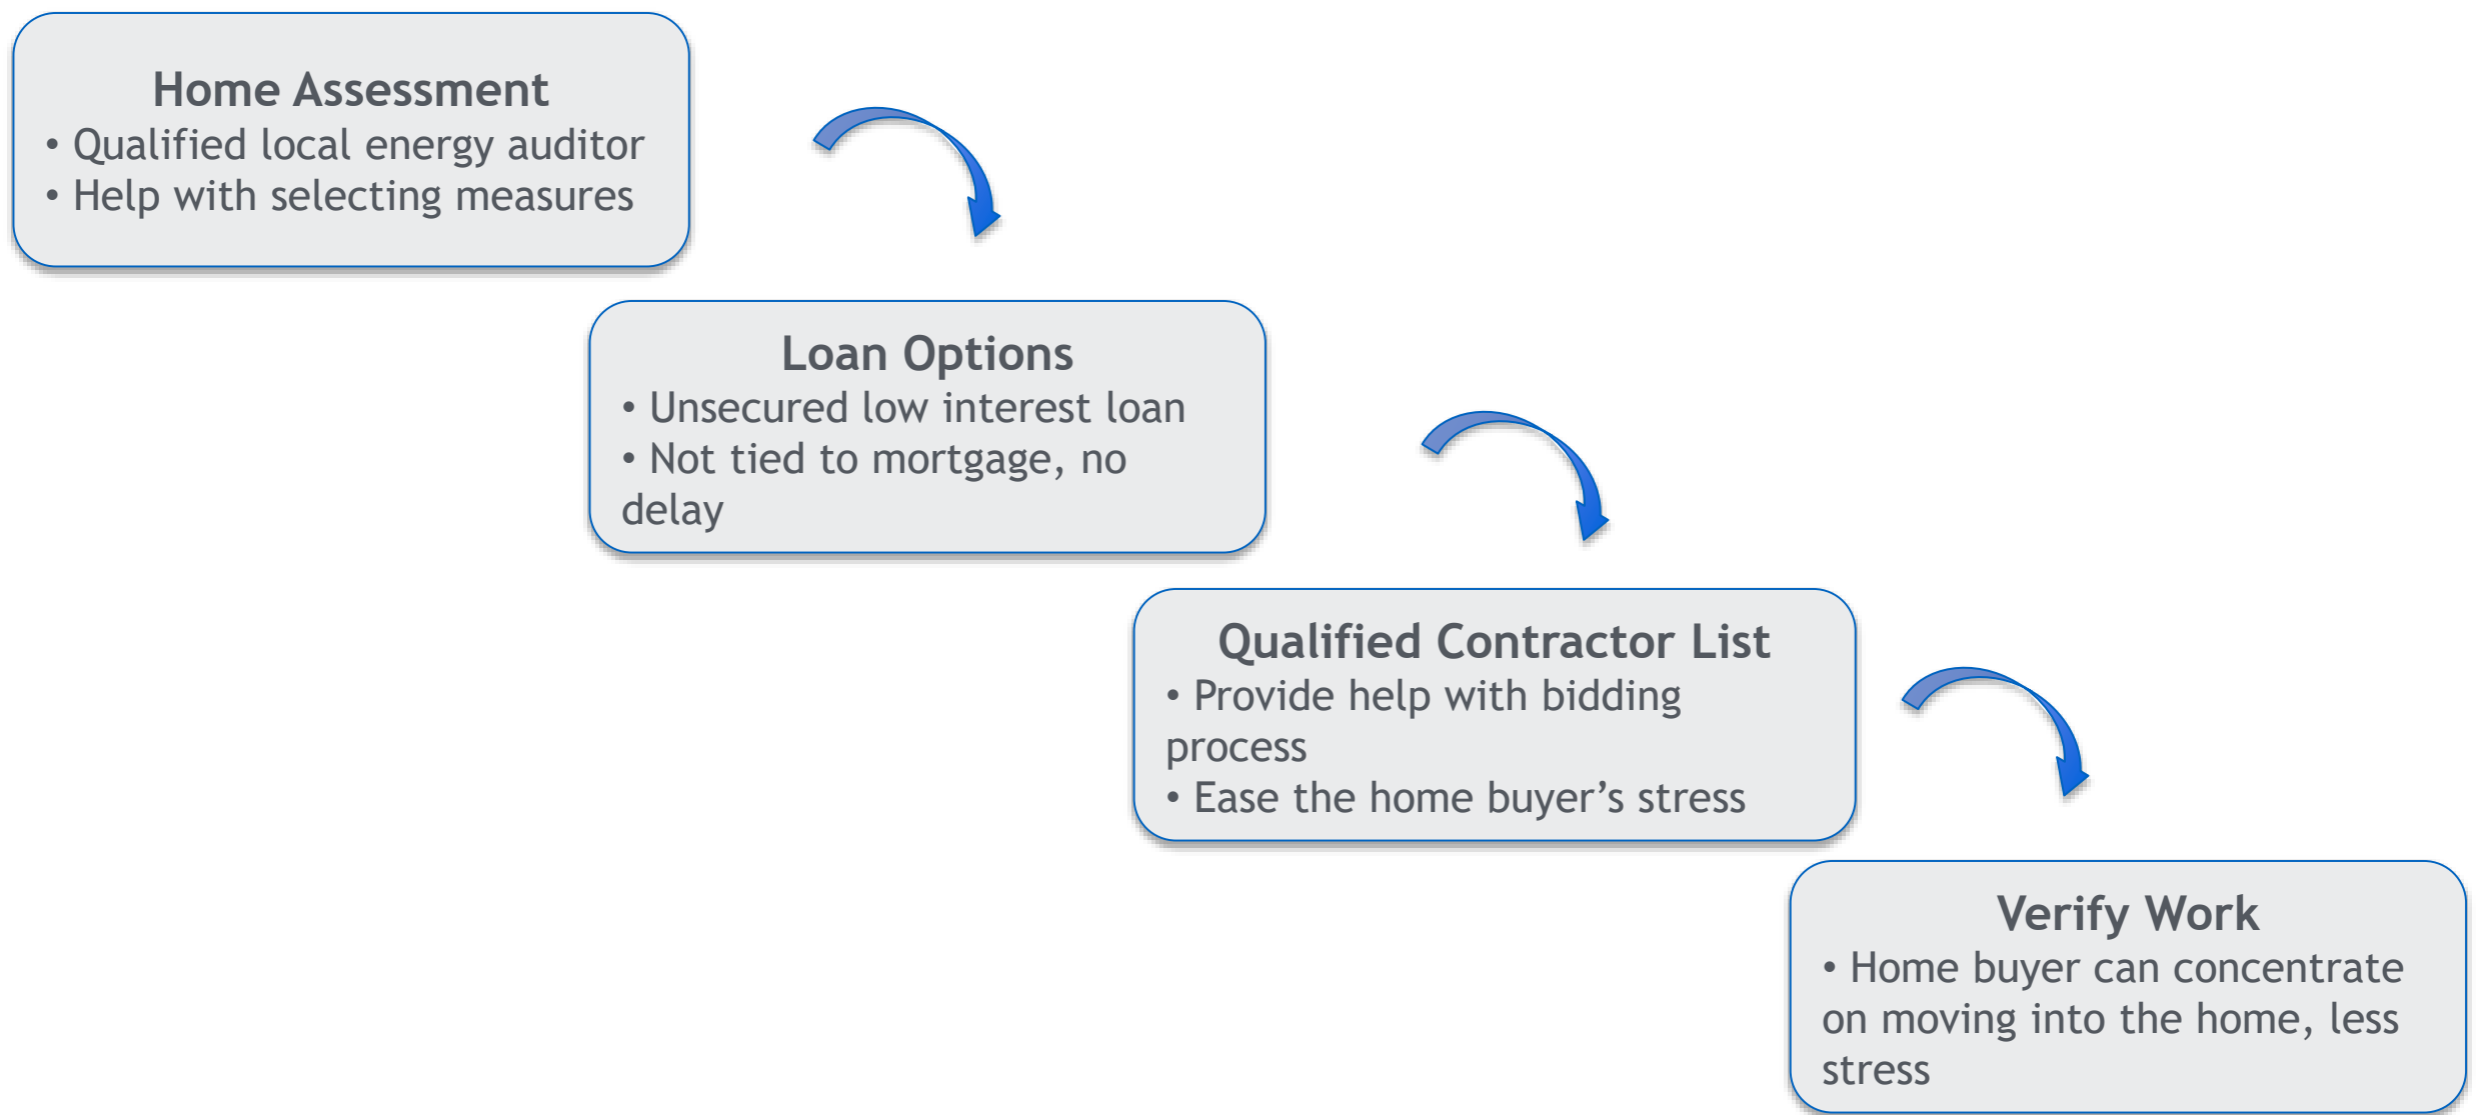 Home Assessment
• Qualified local energy auditor
• Help with selecting measures
Loan Options
• Unsecured low interest loan
• Not tied to mortgage, no
delay
Qualified Contractor List
• Provide help with bidding
process
• Ease the home buyer’s stress
Verify Work
• Home buyer can concentrate
on moving into the home, less
stress